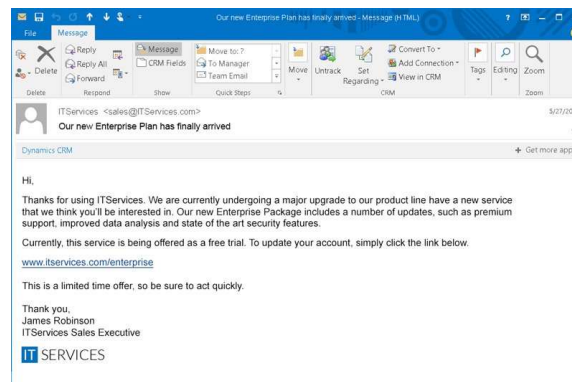 Our new Enterprise Plan has finally arrived - Message (HTML)
File Message
Reply
Reply All
Forward
Delete
Message
CRM Fields
Move to: ?
To Manager
Team Email
Move
Untrack
Set
Regarding
Convert To
Add Connection
View in CRM
Tags
Editing
Zoom
Delete Respond Show Quick Steps CRM Zoom
ITServices <sales@ITServices.com>
5/27/20
Our new Enterprise Plan has finally arrived
Dynamics CRM
+ Get more app
Hi,
Thanks for using ITServices. We are currently undergoing a major upgrade to our product line have a new service
that we think you'll be interested in. Our new Enterprise Package includes a number of updates, such as premium
support, improved data analysis and state of the art security features.
Currently, this service is being offered as a free trial. To update your account, simply click the link below.
www.itservices.com/enterprise
This is a limited time offer, so be sure to act quickly.
Thank you,
James Robinson
ITServices Sales Executive
IT SERVICES